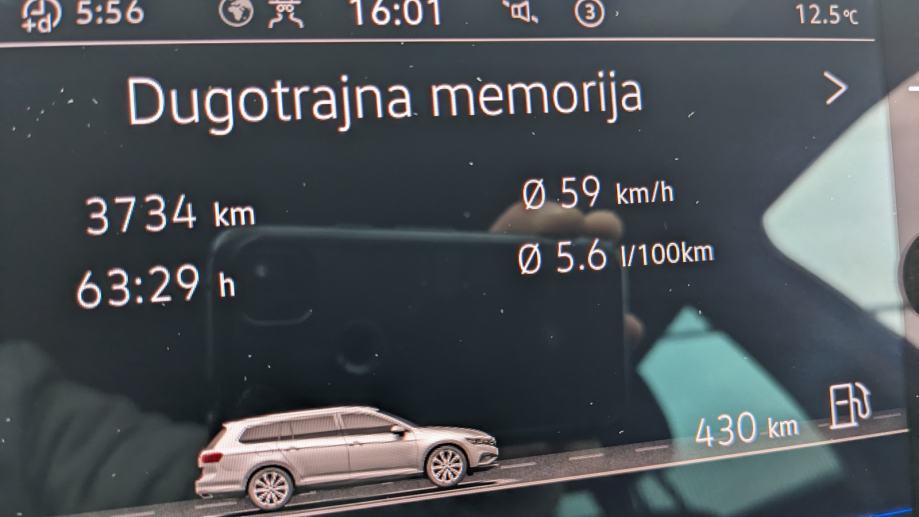 5:56 16:01 3 12.5°C
Dugotrajna memorija
3734 km
63:29 h
Ø 59 km/h
Ø 5.6 l/100km
430 km